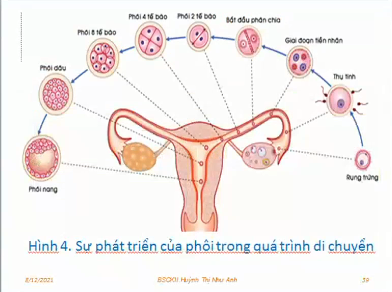 Phôi 4 tế bào
Phôi 2 tế bào
Bắt đầu phân chia
Phôi 8 tế bào
Giai đoạn tiền nhân
Phôi dâu
Thụ tinh
Phôi nang
Rụng trứng
Hình 4. Sự phát triển của phôi trong quá trình di chuyển
8/12/2021
BSCKII Huỳnh Thị Như Anh
59